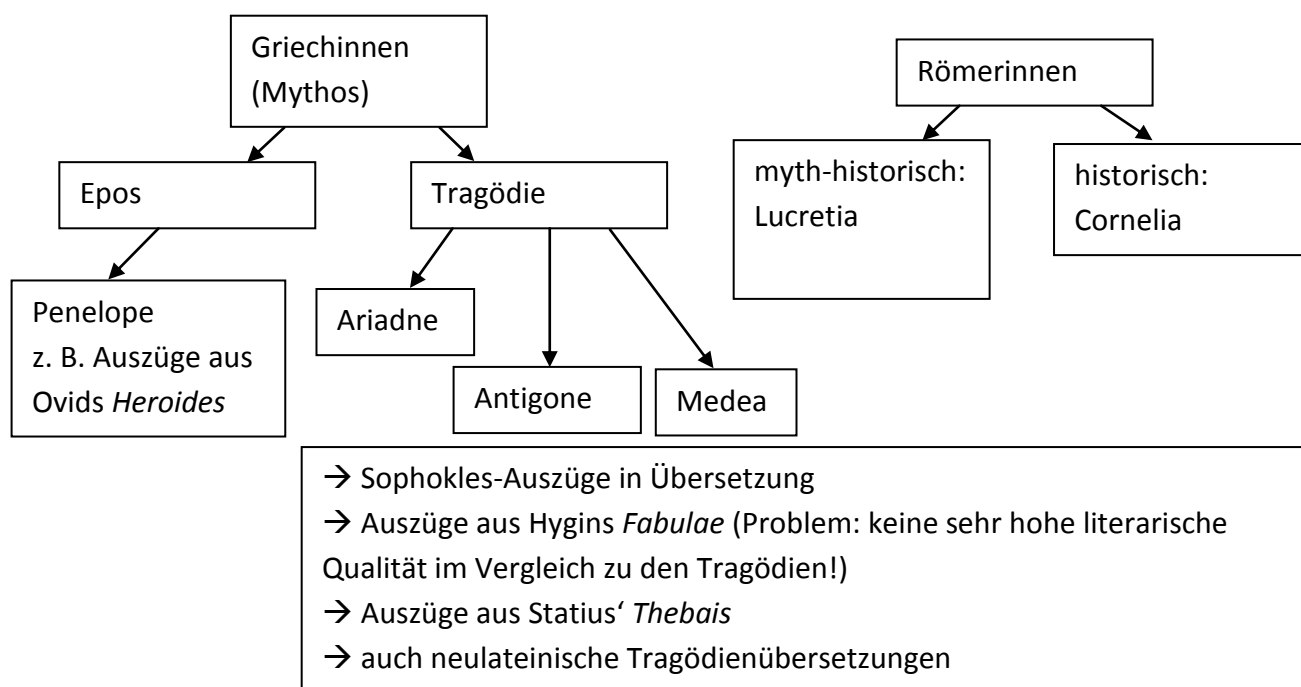 Griechinnen
(Mythos)
Römerinnen
Epos
Tragödie
myth-historisch:
Lucretia
historisch:
Cornelia
Penelope
z. B. Auszüge aus
Ovids Heroides
Ariadne
Antigone
Medea
→ Sophokles-Auszüge in Übersetzung
→ Auszüge aus Hygins Fabulae (Problem: keine sehr hohe literarische
Qualität im Vergleich zu den Tragödien!)
→ Auszüge aus Statius‘ Thebais
→ auch neulateinische Tragödienübersetzungen